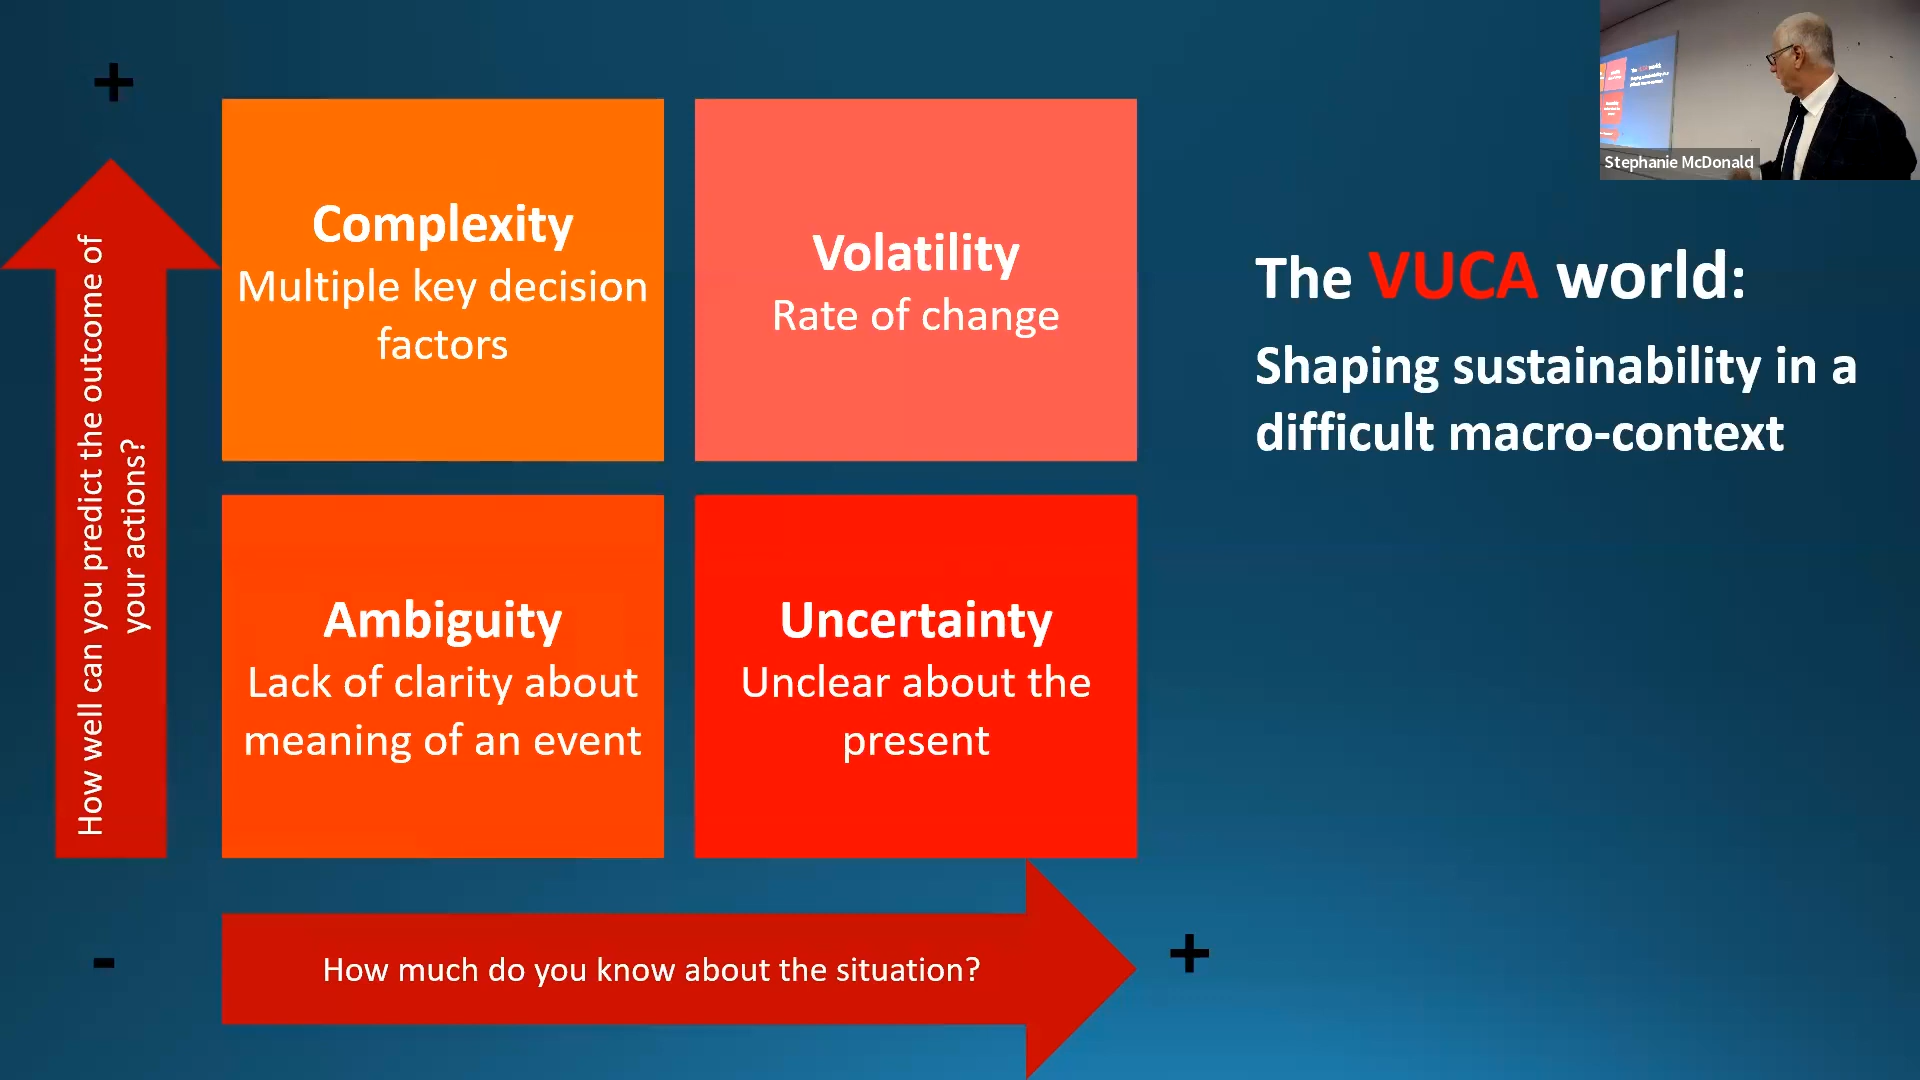 +
Complexity
Multiple key decision
factors
Volatility
Rate of change
Ambiguity
Lack of clarity about
meaning of an event
Uncertainty
Unclear about the
present
How well can you predict the outcome of
your actions?
-
How much do you know about the situation?
+
The VUCA world:
Shaping sustainability in a
difficult macro-context
Stephanie McDonald